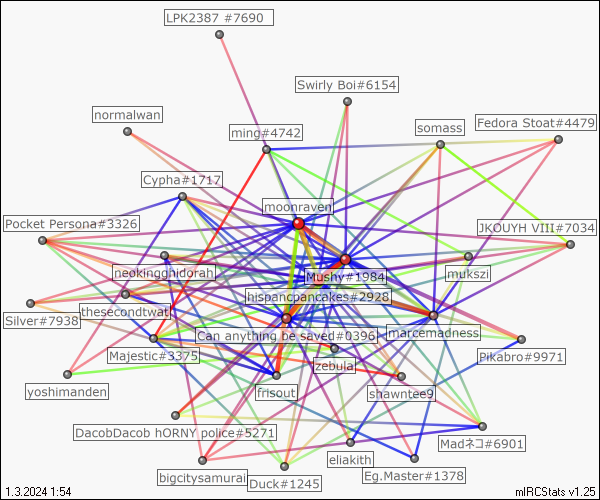 LPK2387 #7690
Swirly Boi#6154
normalwan
Fedora Stoat#4479
somass
ming#4742
Cypha#1717
moonraven
Pocket Persona#3326
JKOUYH VIII#7034
neokingghidorah
Mushy#1984
mukszi
hispancpancakes#2928
Silver#7938
thesecondtwat
Can anything be saved#0396
marcemadness
Majestic#3375
zebulaj
Pikabro#9971
yoshimanden
frisout
shawntee9
DacobDacob hORNY police#5271
Madネコ#6901
eliakith
bigcitysamurai
Duck#1245
Eg.Master#1378
1.3.2024 1:54
mIRCStats v1.25